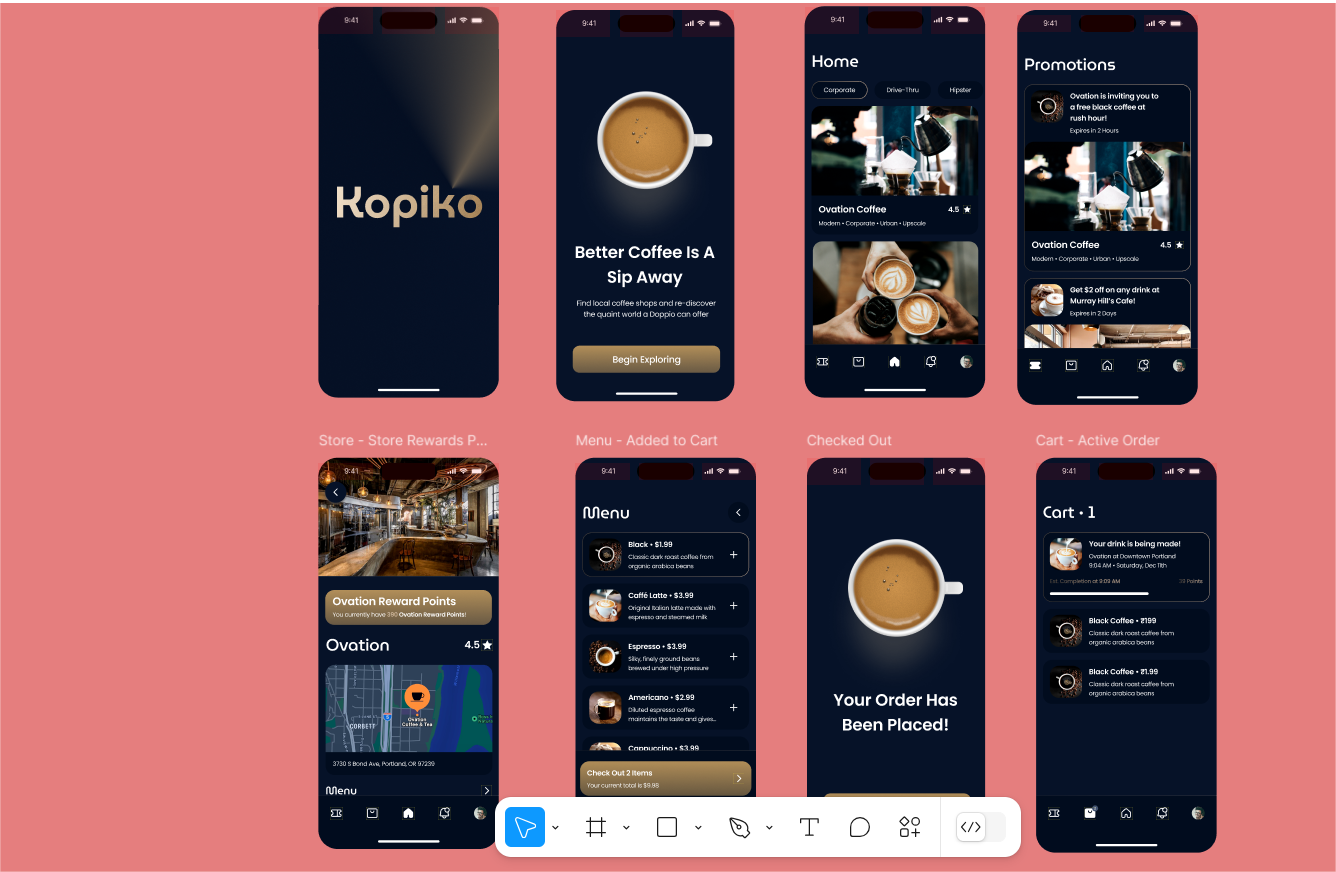 9:41
Kopiko
9:41
Better Coffee Is A
Sip Away
Find local coffee shops and re-discover
the quaint world a Doppio can offer
Begin Exploring
9:41
Home
Corporate
Drive-Thru
Hipster
Ovation Coffee
4.5
Modern • Corporate • Urban • Upscale
9:41
Promotions
Ovation is inviting you to
a free black coffee at
rush hour!
Expires in 2 Hours
Ovation Coffee
4.5
Modern • Corporate • Urban • Upscale
Get $2 off on any drink at
Murray Hill's Cafe!
Expires in 2 Days
Store - Store Rewards P...
9:41
Ovation Reward Points
You currently have 390 Ovation Reward Points!
Ovation
4.5
CORBETT
Ovation
Coffee & Tea
3730 S Bond Ave, Portland, OR 97239
Menu
Menu - Added to Cart
9:41
Menu
Black • $1.99
Classic dark roast coffee from
organic arabica beans
Caffé Latte • $3.99
Original Italian latte made with
espresso and steamed milk
Espresso • $3.99
Silky, finely ground beans
brewed under high pressure
Americano • $2.99
Diluted espresso coffee
maintains the taste and gives..
Cappuccino • $3.99
Check Out 2 Items
Your current total is $9.98
Checked Out
9:41
Your Order Has
Been Placed!
Cart - Active Order
9:41
Cart • 1
Your drink is being made!
Ovation at Downtown Portland
9:04 AM • Saturday, Dec 11th
Est. Completion at 9:09 AM
Points
Black Coffee • ₹199
Classic dark roast coffee from
organic arabica beans
Black Coffee • ₹1.99
Classic dark roast coffee from
organic arabica beans